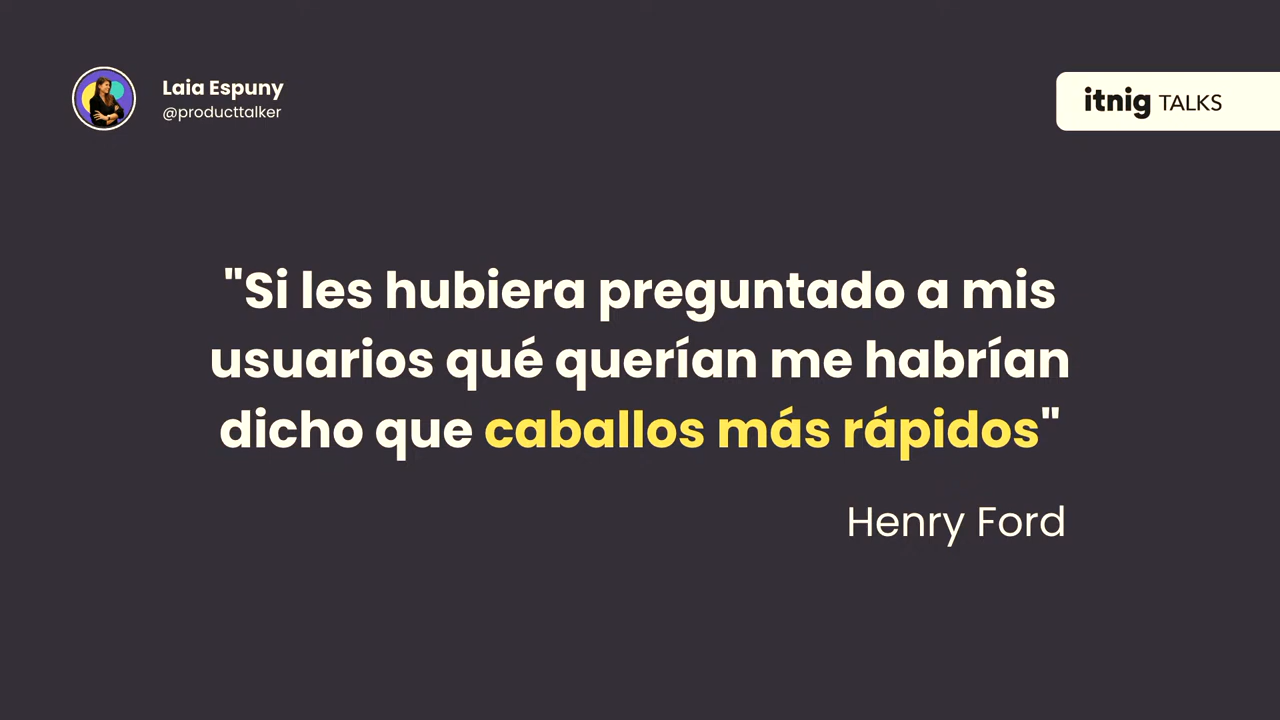 Laia Espuny
@producttalker
itnig TALKS
"Si les hubiera preguntado a mis
usuarios qué querían me habrían
dicho que caballos más rápidos"
Henry Ford